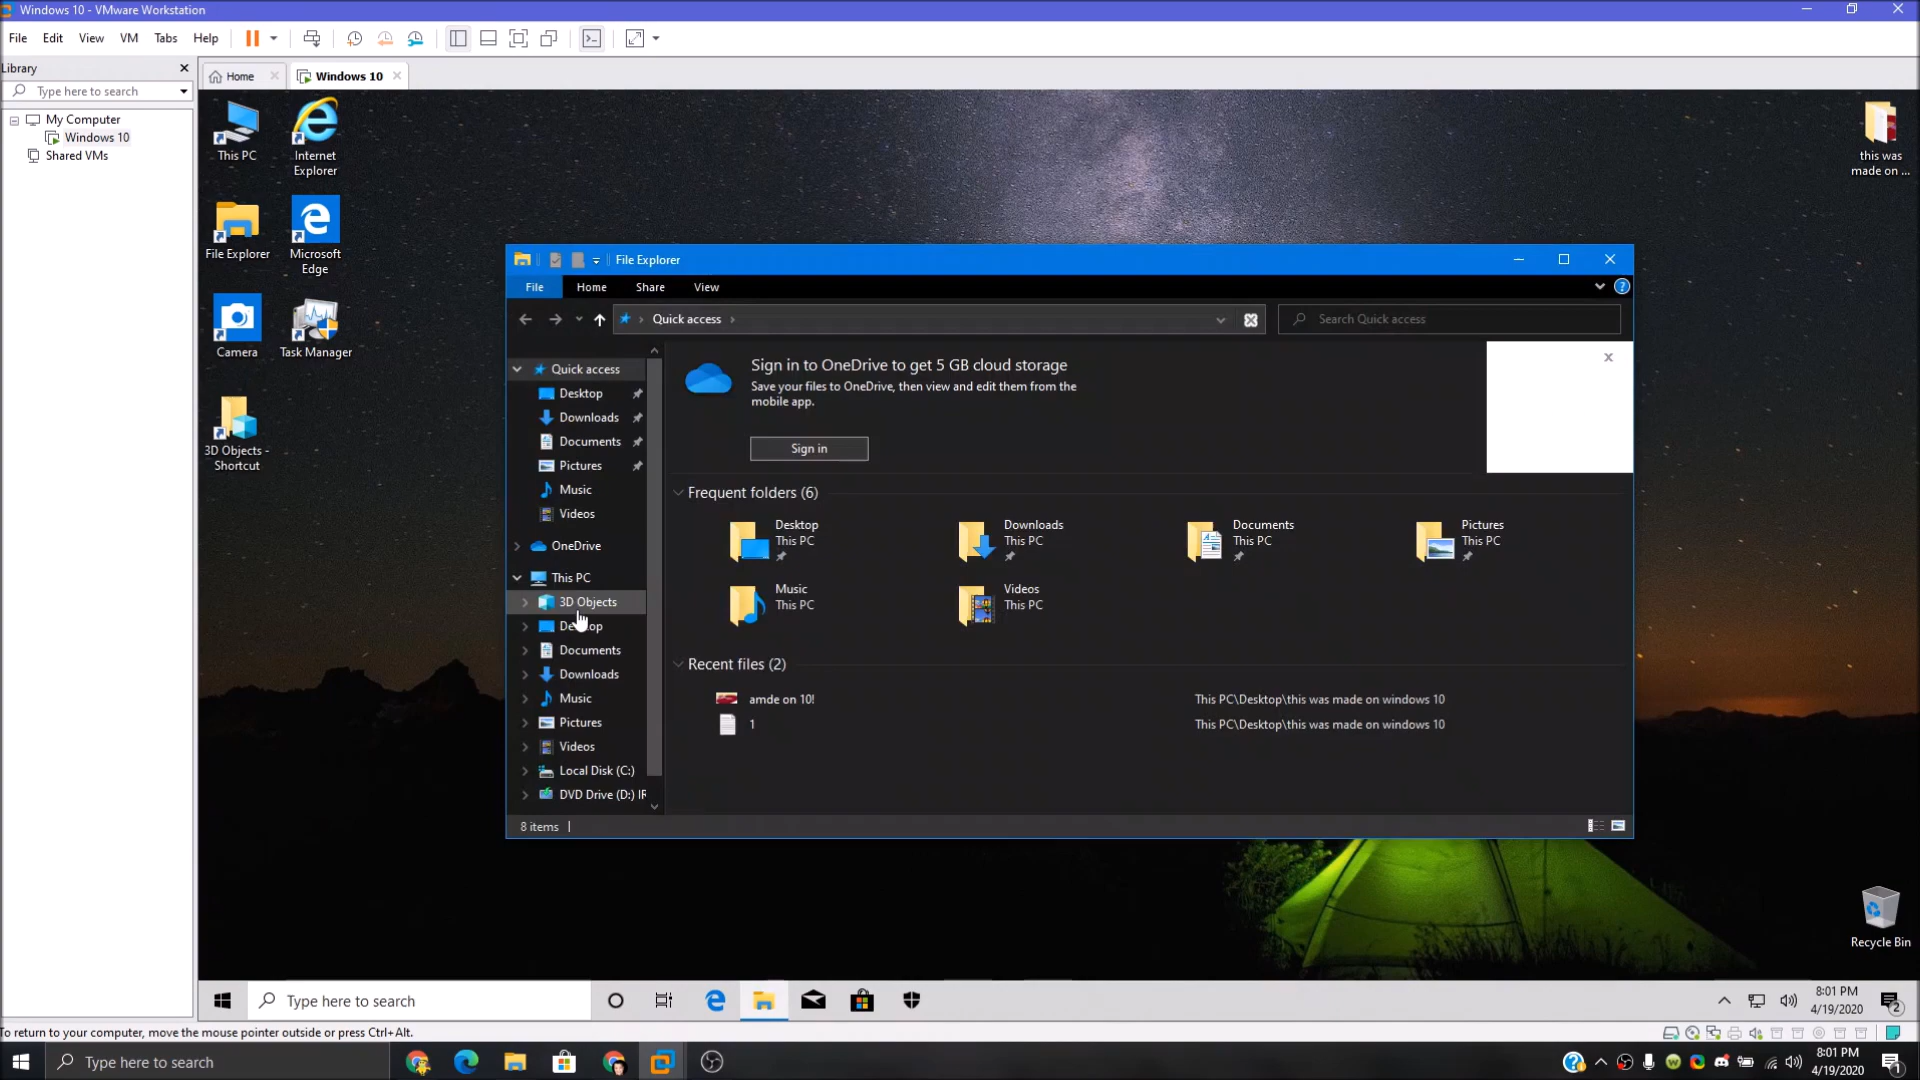 Windows 10 - VMware Workstation
File Edit View VM Tabs Help
Library
Home
Windows 10
Type here to search
My Computer
Windows 10
Shared VMs
This PC
Internet
Explorer
File Explorer
Microsoft
Edge
Camera
Task Manager
3D Objects -
Shortcut
this was
made on ...
Recycle Bin
File Explorer
File Home Share View
Quick access
Search Quick access
Quick access
Desktop
Downloads
Documents
Pictures
Music
Videos
OneDrive
This PC
3D Objects
Desktop
Documents
Downloads
Music
Pictures
Videos
Local Disk (C:)
DVD Drive (D:) IR
Sign in to OneDrive to get 5 GB cloud storage
Save your files to OneDrive, then view and edit them from the
mobile app.
Sign in
Frequent folders (6)
Desktop
This PC
Downloads
This PC
Documents
This PC
Pictures
This PC
Music
This PC
Videos
This PC
Recent files (2)
amde on 10! This PC\Desktop\this was made on windows 10
1 This PC\Desktop\this was made on windows 10
8 items
Type here to search
8:01 PM
4/19/2020
2
To return to your computer, move the mouse pointer outside or press Ctrl+Alt.
Type here to search
8:01 PM
4/19/2020
1